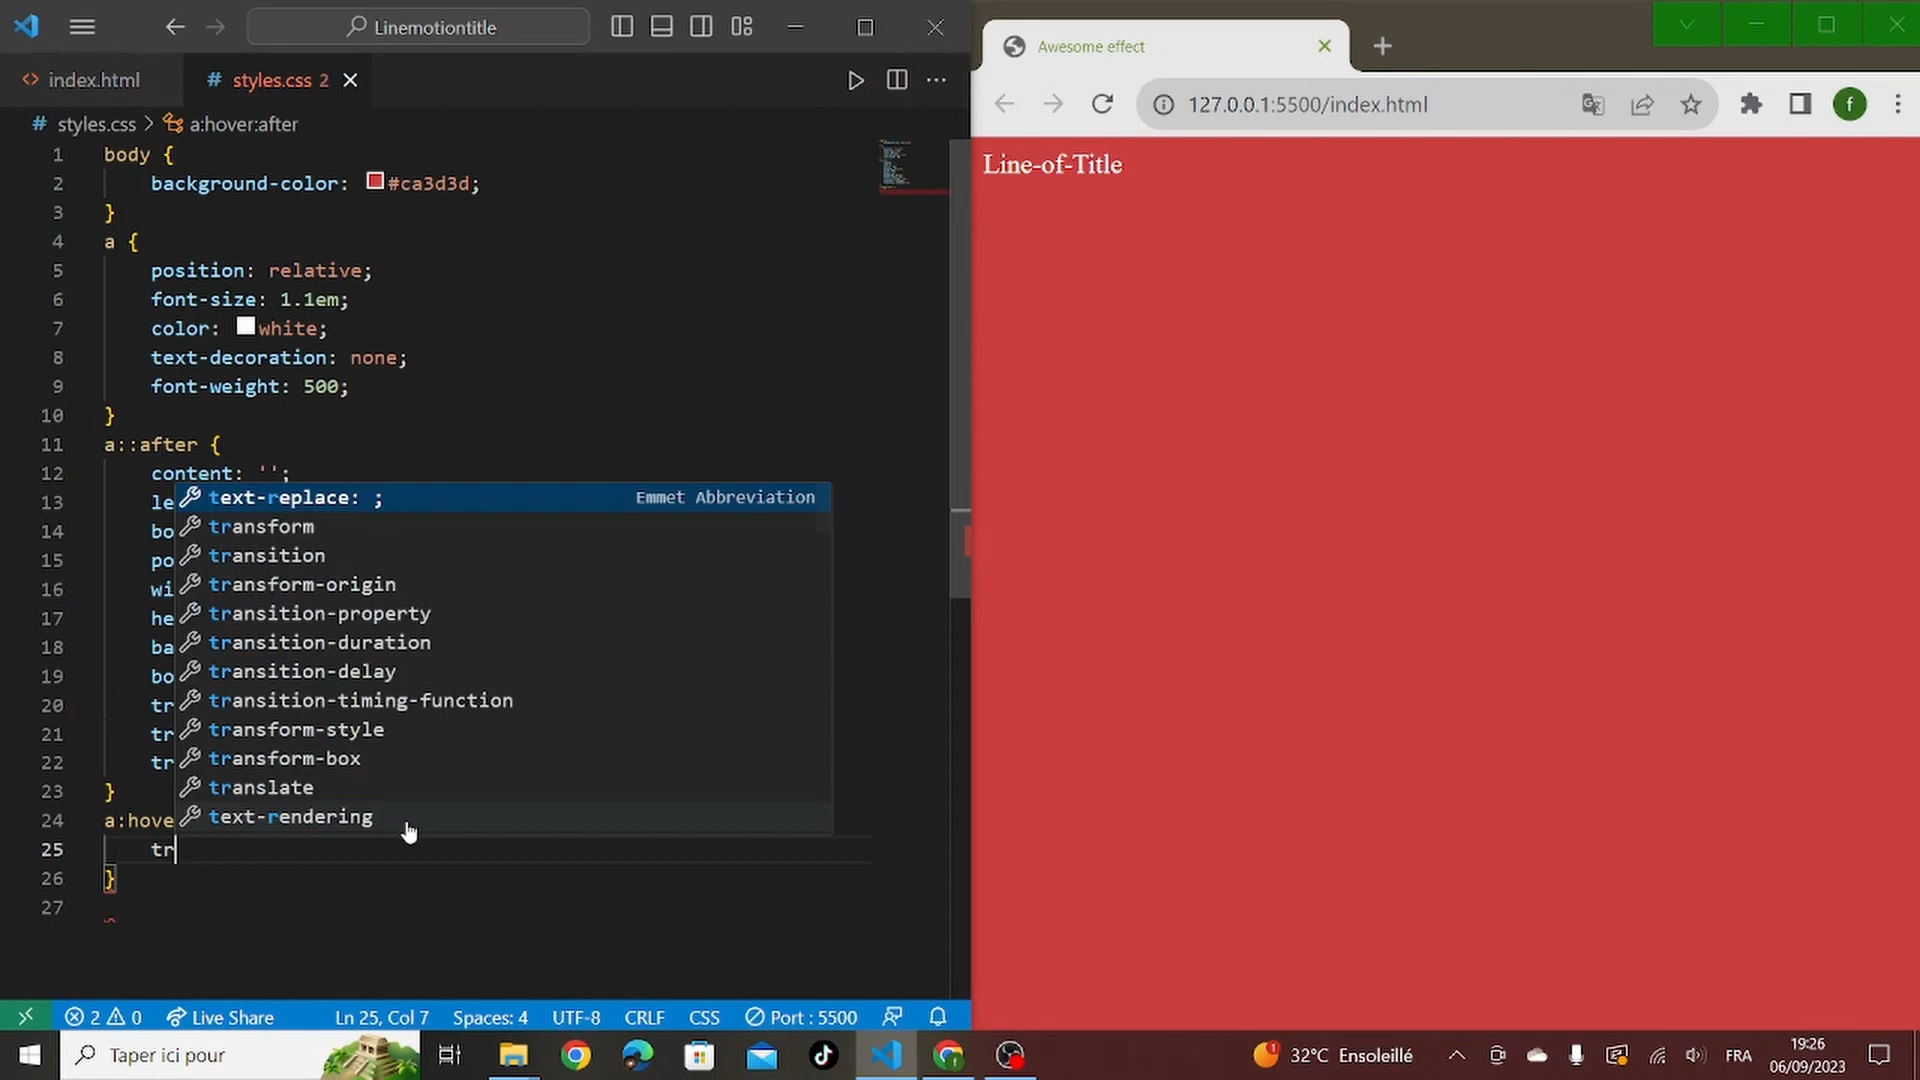 Linemotiontitle
index.html
styles.css 2
styles.css > a:hover:after
1 body {
2 background-color: #ca3d3d;
3 }
4 a {
5 position: relative;
6 font-size: 1.1em;
7 color: white;
8 text-decoration: none;
9 font-weight: 500;
10 }
11 a::after {
12 content: '';
13 le
14 bo
15 po
16 wi
17 he
18 ba
19 bo
20 tr
21 tr
22 tr
23 }
24 a:hove
25 tr
26 }
27
text-replace: ; Emmet Abbreviation
transform
transition
transform-origin
transition-property
transition-duration
transition-delay
transition-timing-function
transform-style
transform-box
translate
text-rendering
2 0 Live Share Ln 25, Col 7 Spaces: 4 UTF-8 CRLF CSS Port : 5500
Awesome effect
127.0.0.1:5500/index.html
f
Line-of-Title
Taper ici pour
1
32°C Ensoleillé
FRA
19:26
06/09/2023